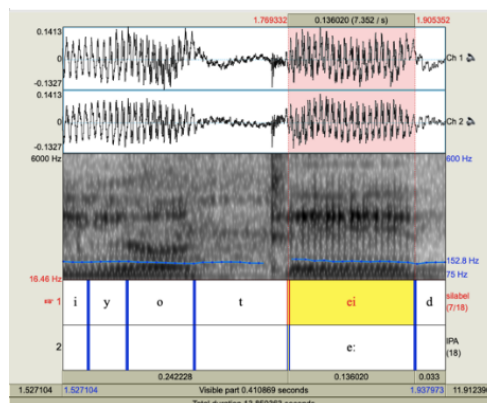 1.769332 0.136020 (7.352 / s) 1.905352
0.1413
0
-0.1327
Ch 1
0.1413
0
-0.1327
Ch 2
6000 Hz 600 Hz
152.8 Hz
16.46 Hz 75 Hz
1 i y o t ei d silabel (7/18)
2 e: IPA (18)
0.242228 0.136020 0.033
1.527104 1.527104 Visible part 0.410869 seconds 1.937973 11.912390